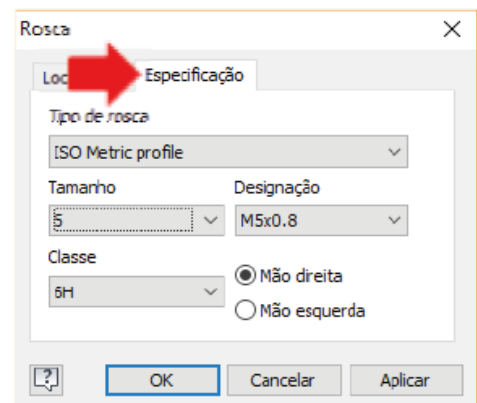 Rosca
Especificação
Tipo de rosca
ISO Metric profile
Tamanho Designação
5 M5x0.8
Classe
6H
Mão direita
Mão esquerda
OK Cancelar Aplicar